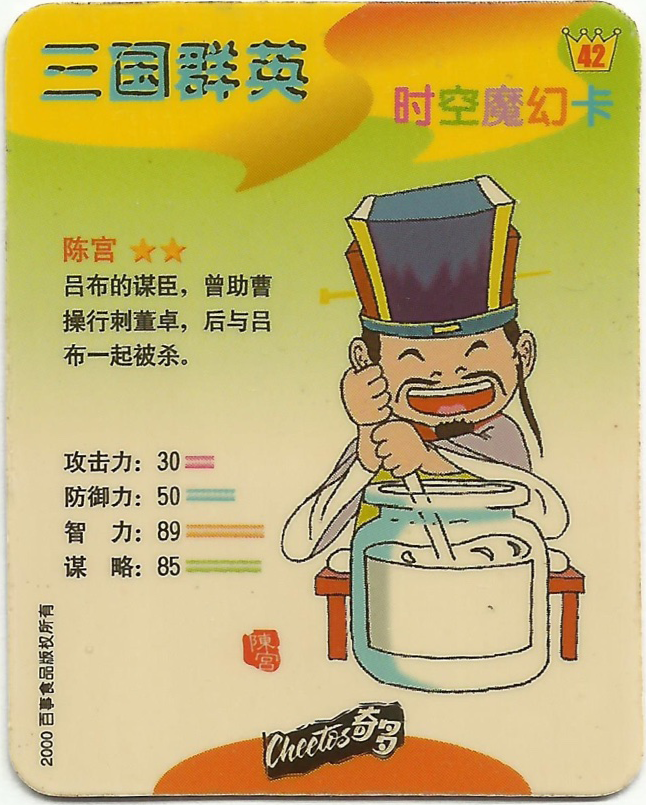 三国群英
42
时空魔幻卡
陈宫 ★★
吕布的谋臣，曾助曹
操行刺董卓，后与吕
布一起被杀。
攻击力：30
防御力：50
智 力：89
谋 略：85
陳宮
2000 百事食品版权所有
Cheetos奇多